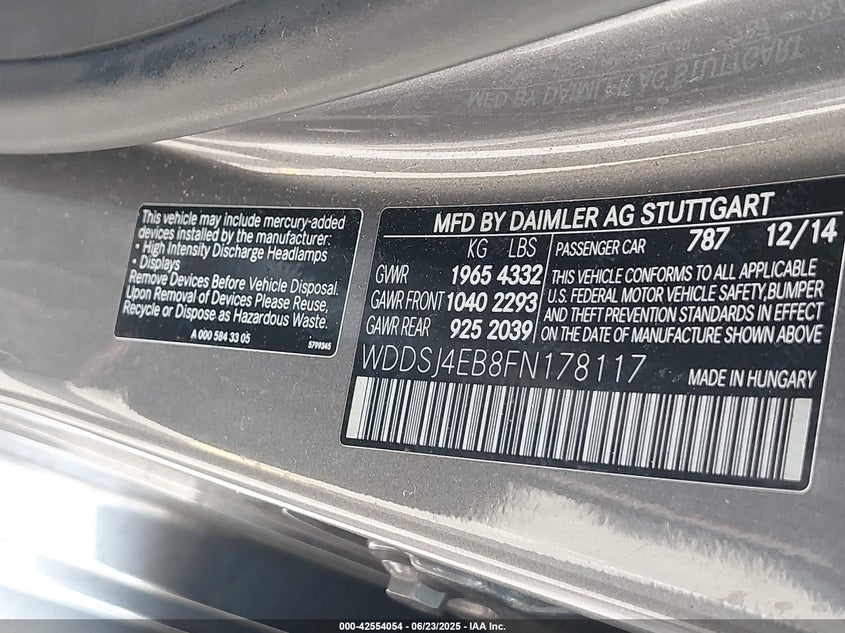 This vehicle may include mercury-added
devices installed by the manufacturer:
• High Intensity Discharge Headlamps
• Displays
Remove Devices Before Vehicle Disposal.
Upon Removal of Devices Please Reuse,
Recycle or Dispose as Hazardous Waste.
A 000 584 33 05
5799345
MFD BY DAIMLER AG STUTTGART
KG LBS
GVWR 1965 4332
GAWR FRONT 1040 2293
GAWR REAR 925 2039
PASSENGER CAR 787 12/14
THIS VEHICLE CONFORMS TO ALL APPLICABLE
U.S. FEDERAL MOTOR VEHICLE SAFETY,BUMPER
AND THEFT PREVENTION STANDARDS IN EFFECT
ON THE DATE OF MANUFACTURE SHOWN ABOVE
WDDSJ4EB8FN178117
MADE IN HUNGARY
000-42554054 - 06/23/2025 - IAA Inc.